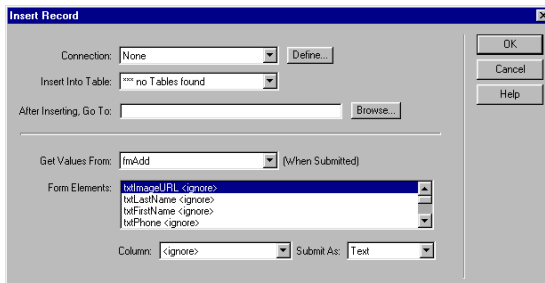 Insert Record
Connection: None Define... OK
Insert Into Table: *** no Tables found Cancel
After Inserting, Go To: Browse... Help
Get Values From: fmAdd (When Submitted)
Form Elements: txtImageURL <ignore>
txtLastName <ignore>
txtFirstName <ignore>
txtPhone <ignore>
Column: <ignore> Submit As: Text